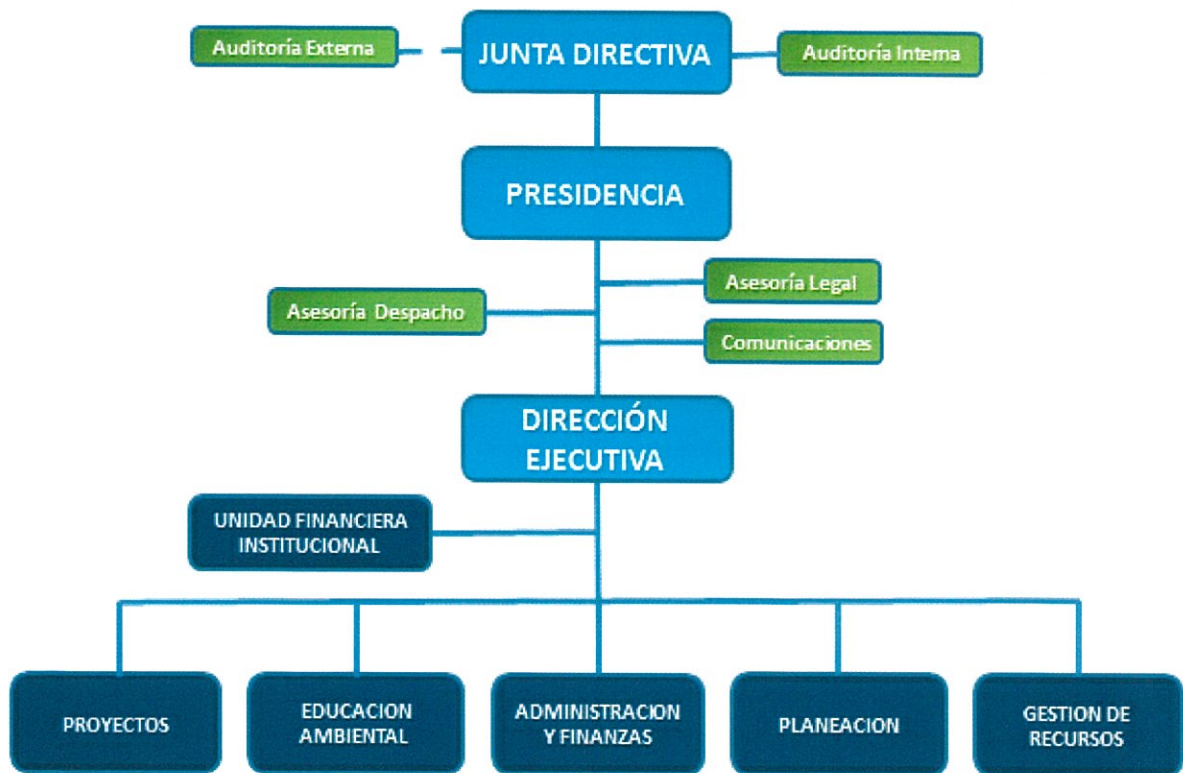 Auditoría Externa
JUNTA DIRECTIVA
Auditoría Interna
PRESIDENCIA
Asesoría Legal
Asesoría Despacho
Comunicaciones
DIRECCIÓN
EJECUTIVA
UNIDAD FINANCIERA
INSTITUCIONAL
PROYECTOS
EDUCACION
AMBIENTAL
ADMINISTRACION
Y FINANZAS
PLANEACION
GESTION DE
RECURSOS